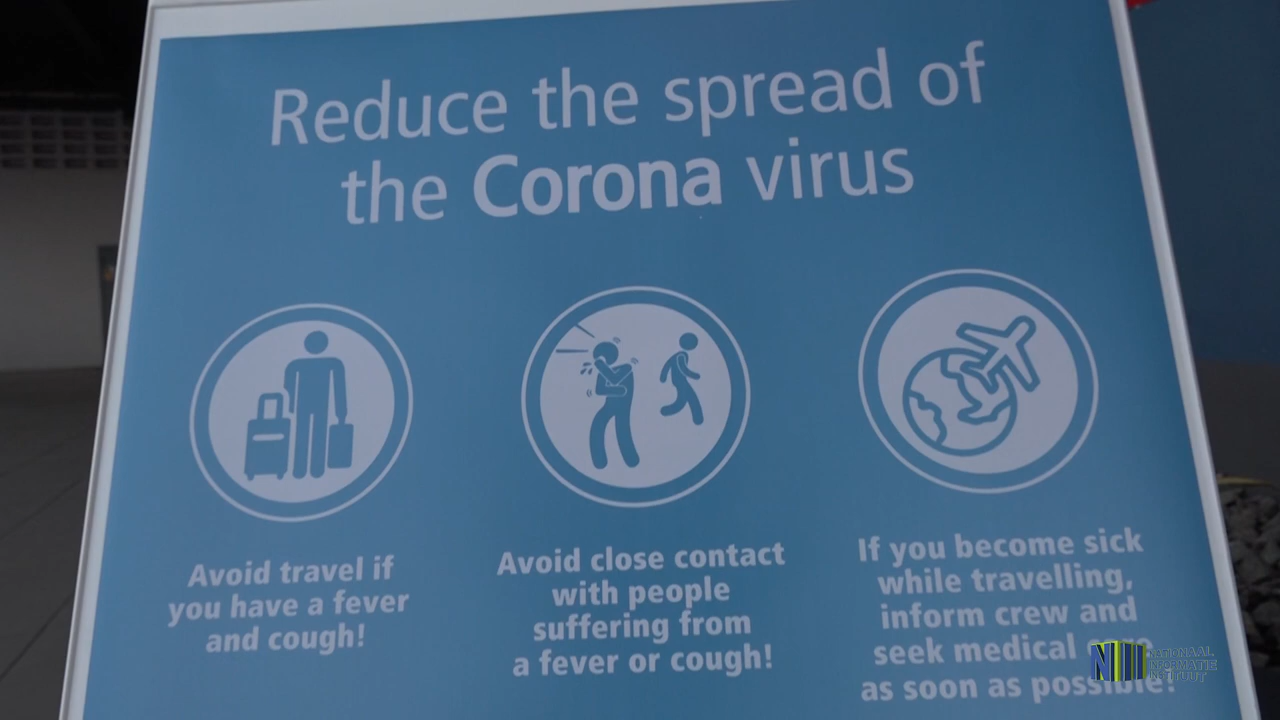 Reduce the spread of
the Corona virus
Avoid travel if
you have a fever
and cough!
Avoid close contact
with people
suffering from
a fever or cough!
If you become sick
while travelling,
inform crew and
seek medical care
as soon as possible!
NATIONAAL
INFORMATIE
INSTITUUT